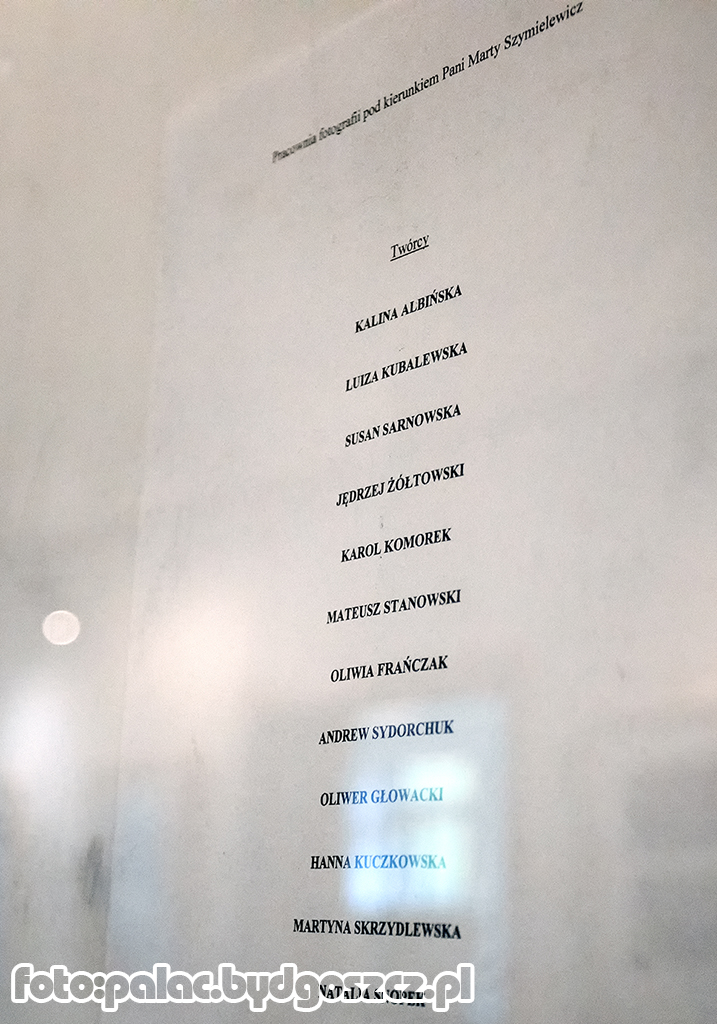 Pracownia fotografii pod kierunkiem Pani Marty Szymielewicz
Twórcy
KALINA ALBIŃSKA
LUIZA KUBALEWSKA
SUSAN SARNOWSKA
JĘDRZEJ ŻÓŁTOWSKI
KAROL KOMOREK
MATEUSZ STANOWSKI
OLIWIA FRAŃCZAK
ANDREW SYDORCHUK
OLIWER GŁOWACKI
HANNA KUCZKOWSKA
MARTYNA SKRZYDLEWSKA
NATALIA
foto:palac.bydgoszcz.pl